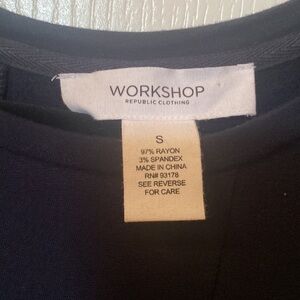 WORKSHOP
REPUBLIC CLOTHING
S
97% RAYON
3% SPANDEX
MADE IN CHINA
RN# 93178
SEE REVERSE
FOR CARE